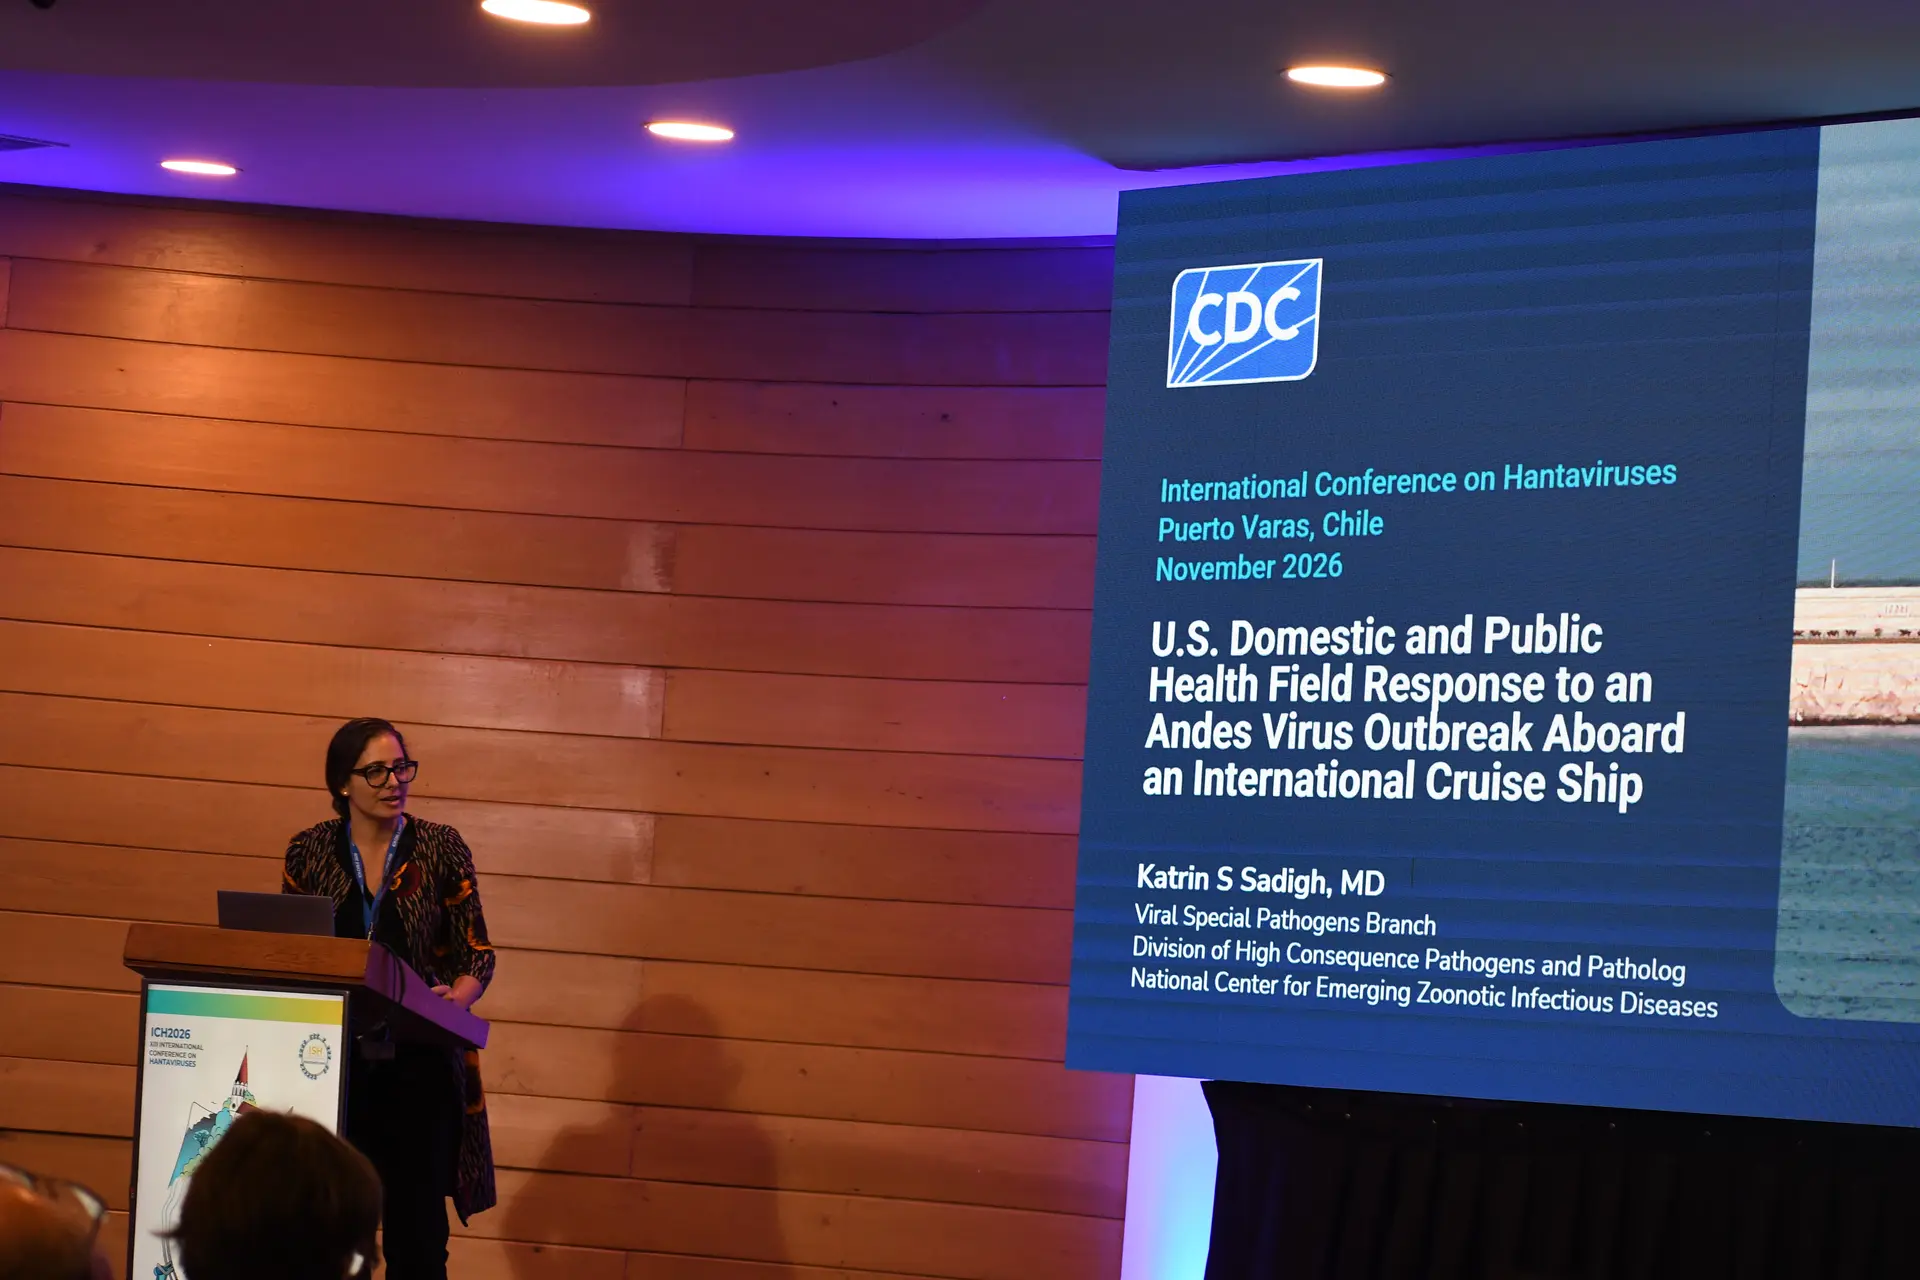 CDC
International Conference on Hantaviruses
Puerto Varas, Chile
November 2026
U.S. Domestic and Public
Health Field Response to an
Andes Virus Outbreak Aboard
an International Cruise Ship
Katrin S Sadigh, MD
Viral Special Pathogens Branch
Division of High Consequence Pathogens and Patholog
National Center for Emerging Zoonotic Infectious Diseases
ICH2026
XIII INTERNATIONAL
CONFERENCE ON
HANTAVIRUSES
ISH